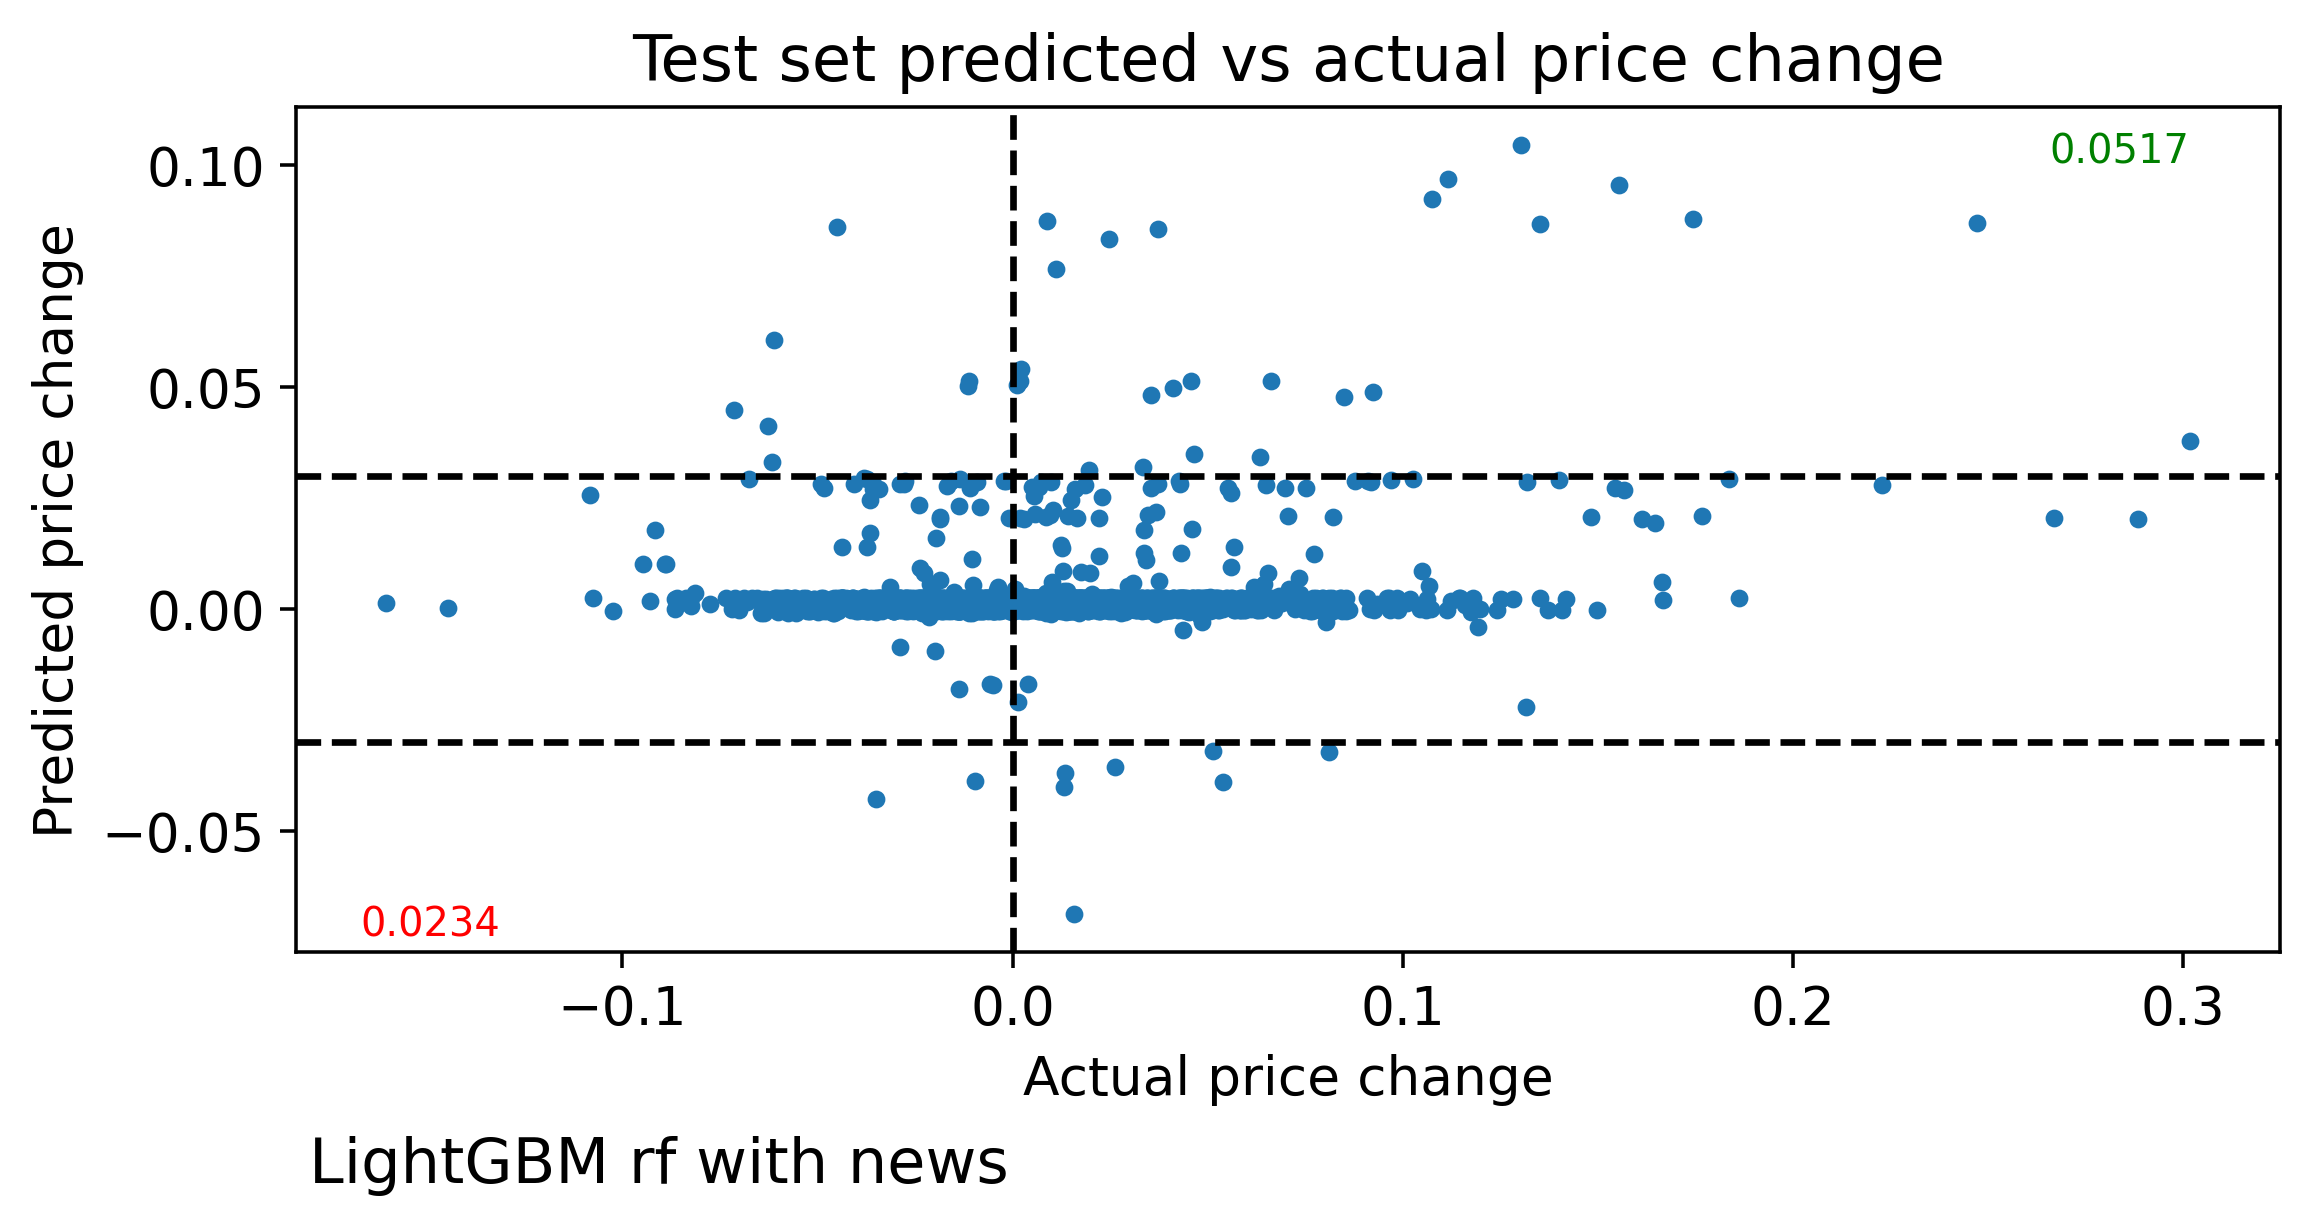 Test set predicted vs actual price change
0.0517
0.10
0.05
0.00
−0.05
Predicted price change
0.0234
−0.1
0.0
0.1
0.2
0.3
Actual price change
LightGBM rf with news